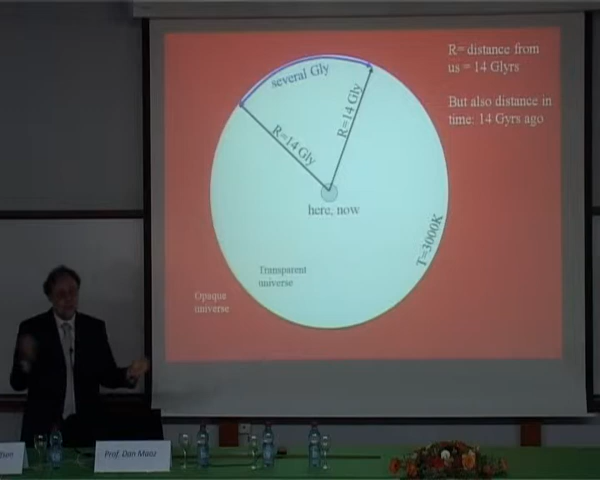 R= distance from
us = 14 Glyrs
But also distance in
time: 14 Gyrs ago
several Gly
R=14 Gly
R=14 Gly
here, now
T=3000K
Transparent
universe
Opaque
universe
Prof. Dan Maoz